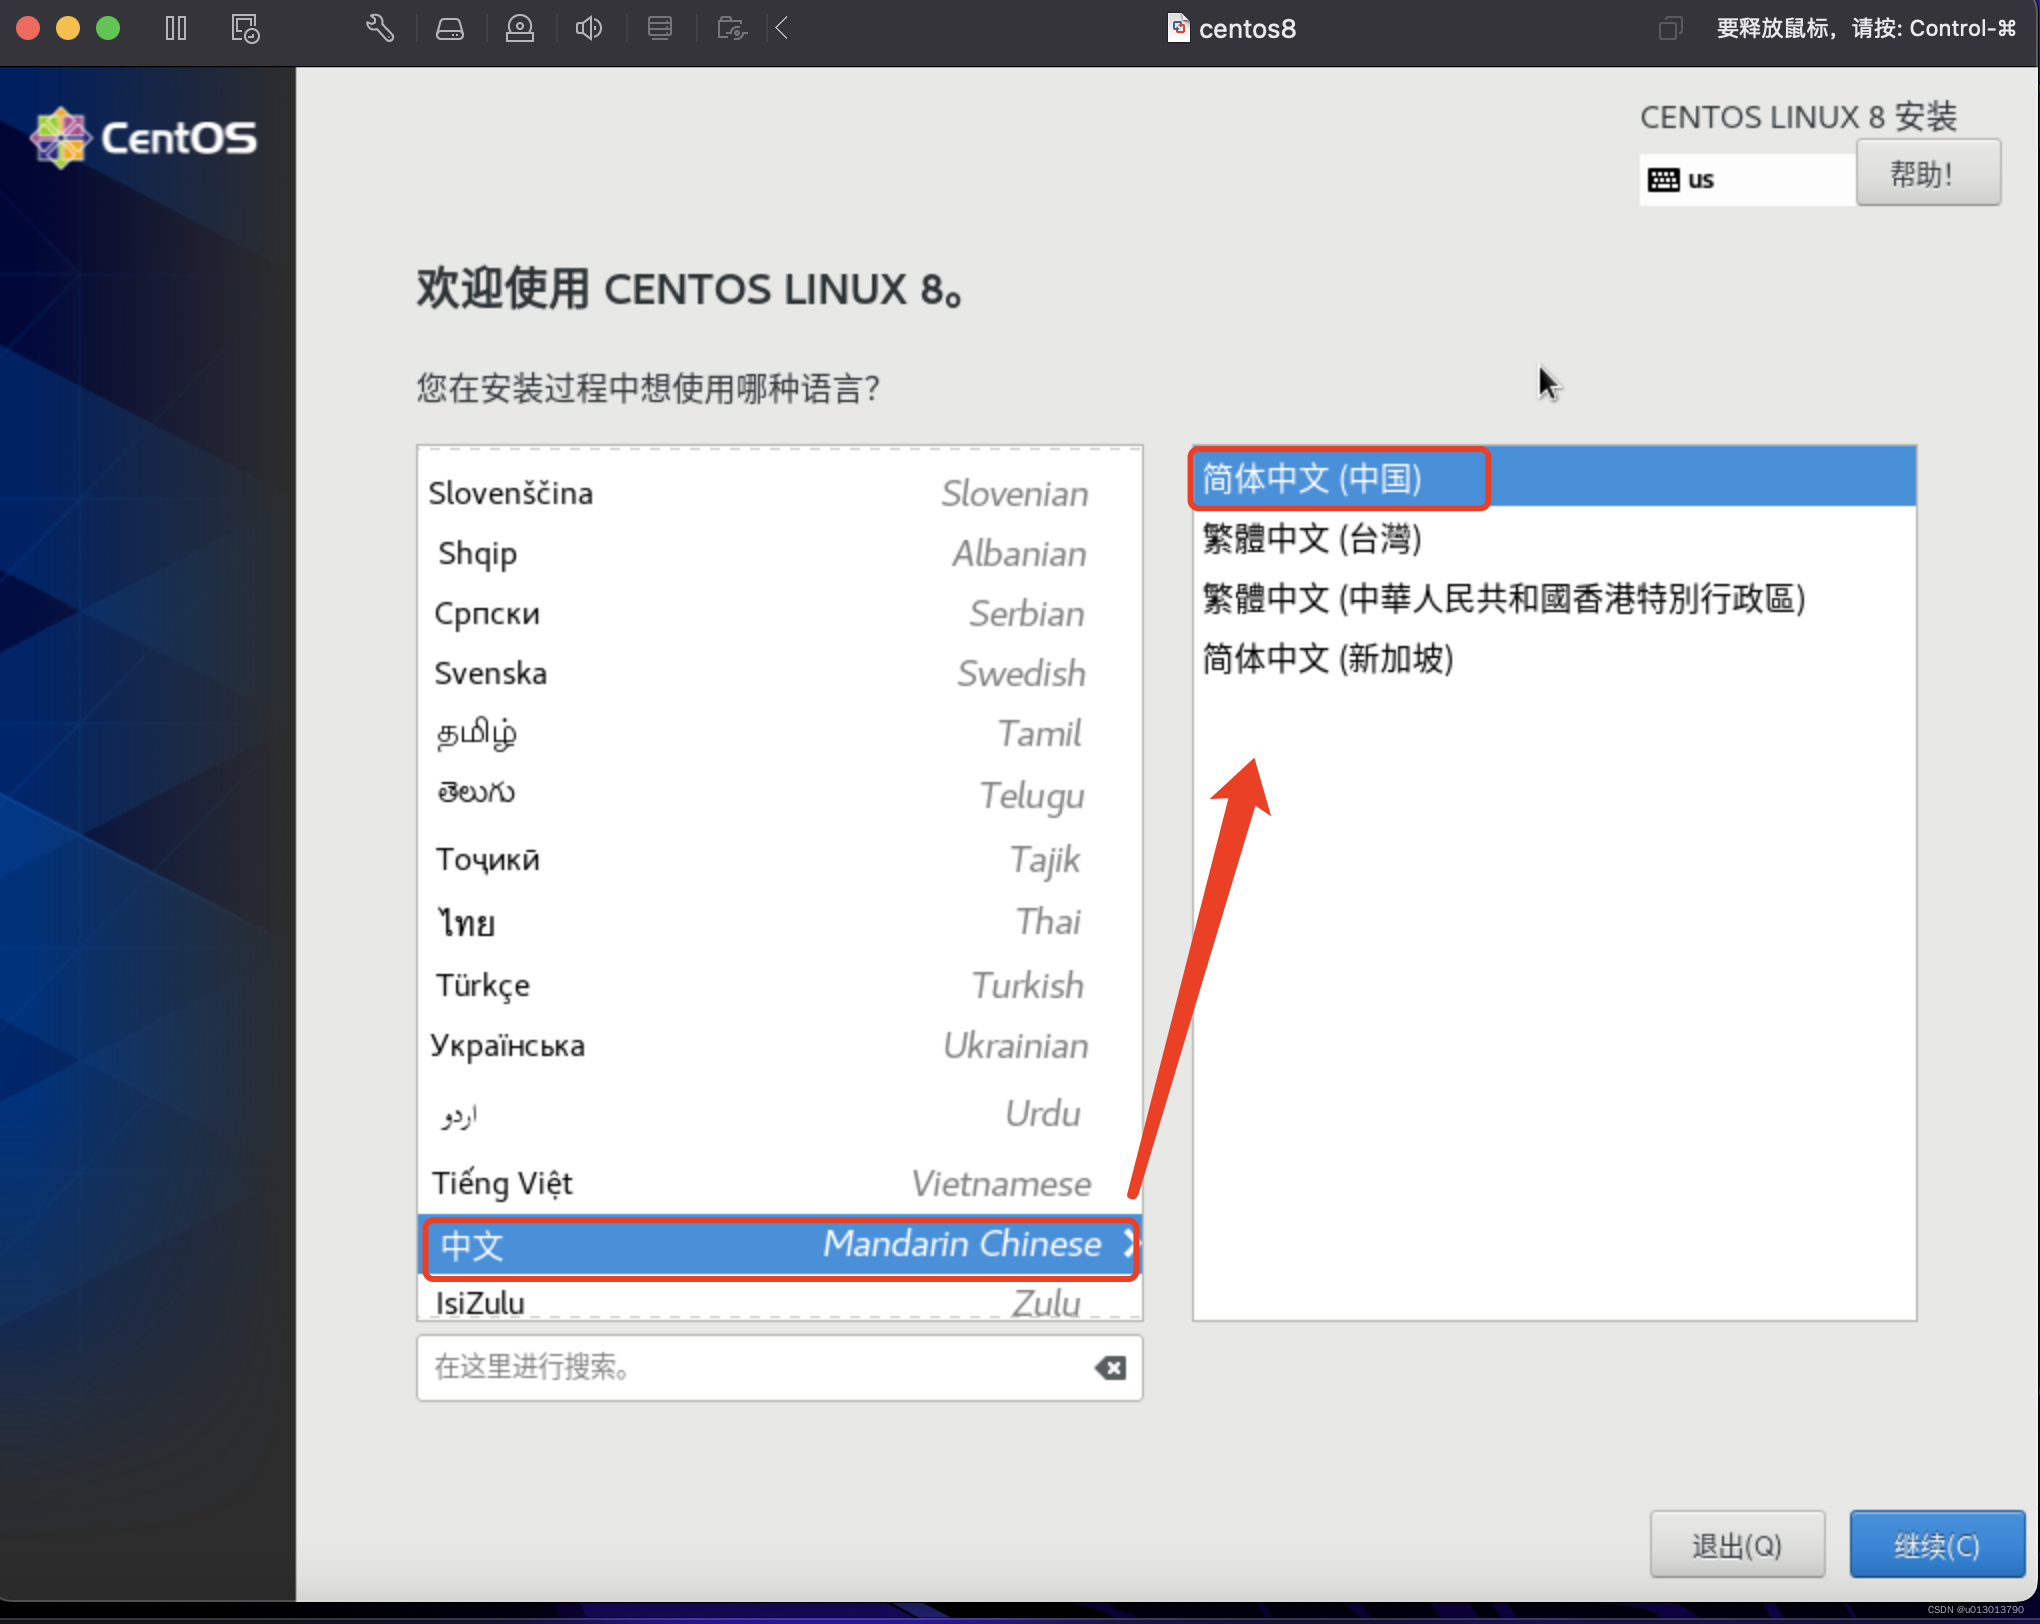 centos8
要释放鼠标，请按: Control-⌘
CentOS
CENTOS LINUX 8 安装
us
帮助！
欢迎使用 CENTOS LINUX 8。
您在安装过程中想使用哪种语言？
Slovenščina Slovenian
Shqip Albanian
Српски Serbian
Svenska Swedish
தமிழ் Tamil
తెలుగు Telugu
Тоҷикӣ Tajik
ไทย Thai
Türkçe Turkish
Українська Ukrainian
اردو Urdu
Tiếng Việt Vietnamese
中文 Mandarin Chinese
IsiZulu Zulu
在这里进行搜索。
简体中文 (中国)
繁體中文 (台灣)
繁體中文 (中華人民共和國香港特別行政區)
简体中文 (新加坡)
退出(Q)
继续(C)
CSDN @u013013790